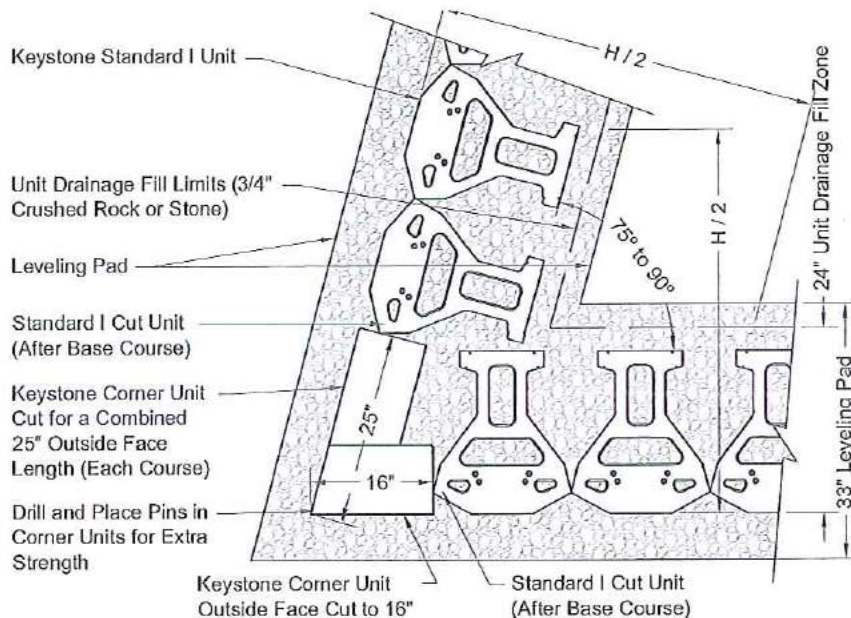 Keystone Standard I Unit
Unit Drainage Fill Limits (3/4"
Crushed Rock or Stone)
Leveling Pad
Standard I Cut Unit
(After Base Course)
Keystone Corner Unit
Cut for a Combined
25" Outside Face
Length (Each Course)
Drill and Place Pins in
Corner Units for Extra
Strength
H / 2
H / 2
75° to 90°
24" Unit Drainage Fill Zone
33" Leveling Pad
25"
16"
Keystone Corner Unit
Outside Face Cut to 16"
Standard I Cut Unit
(After Base Course)